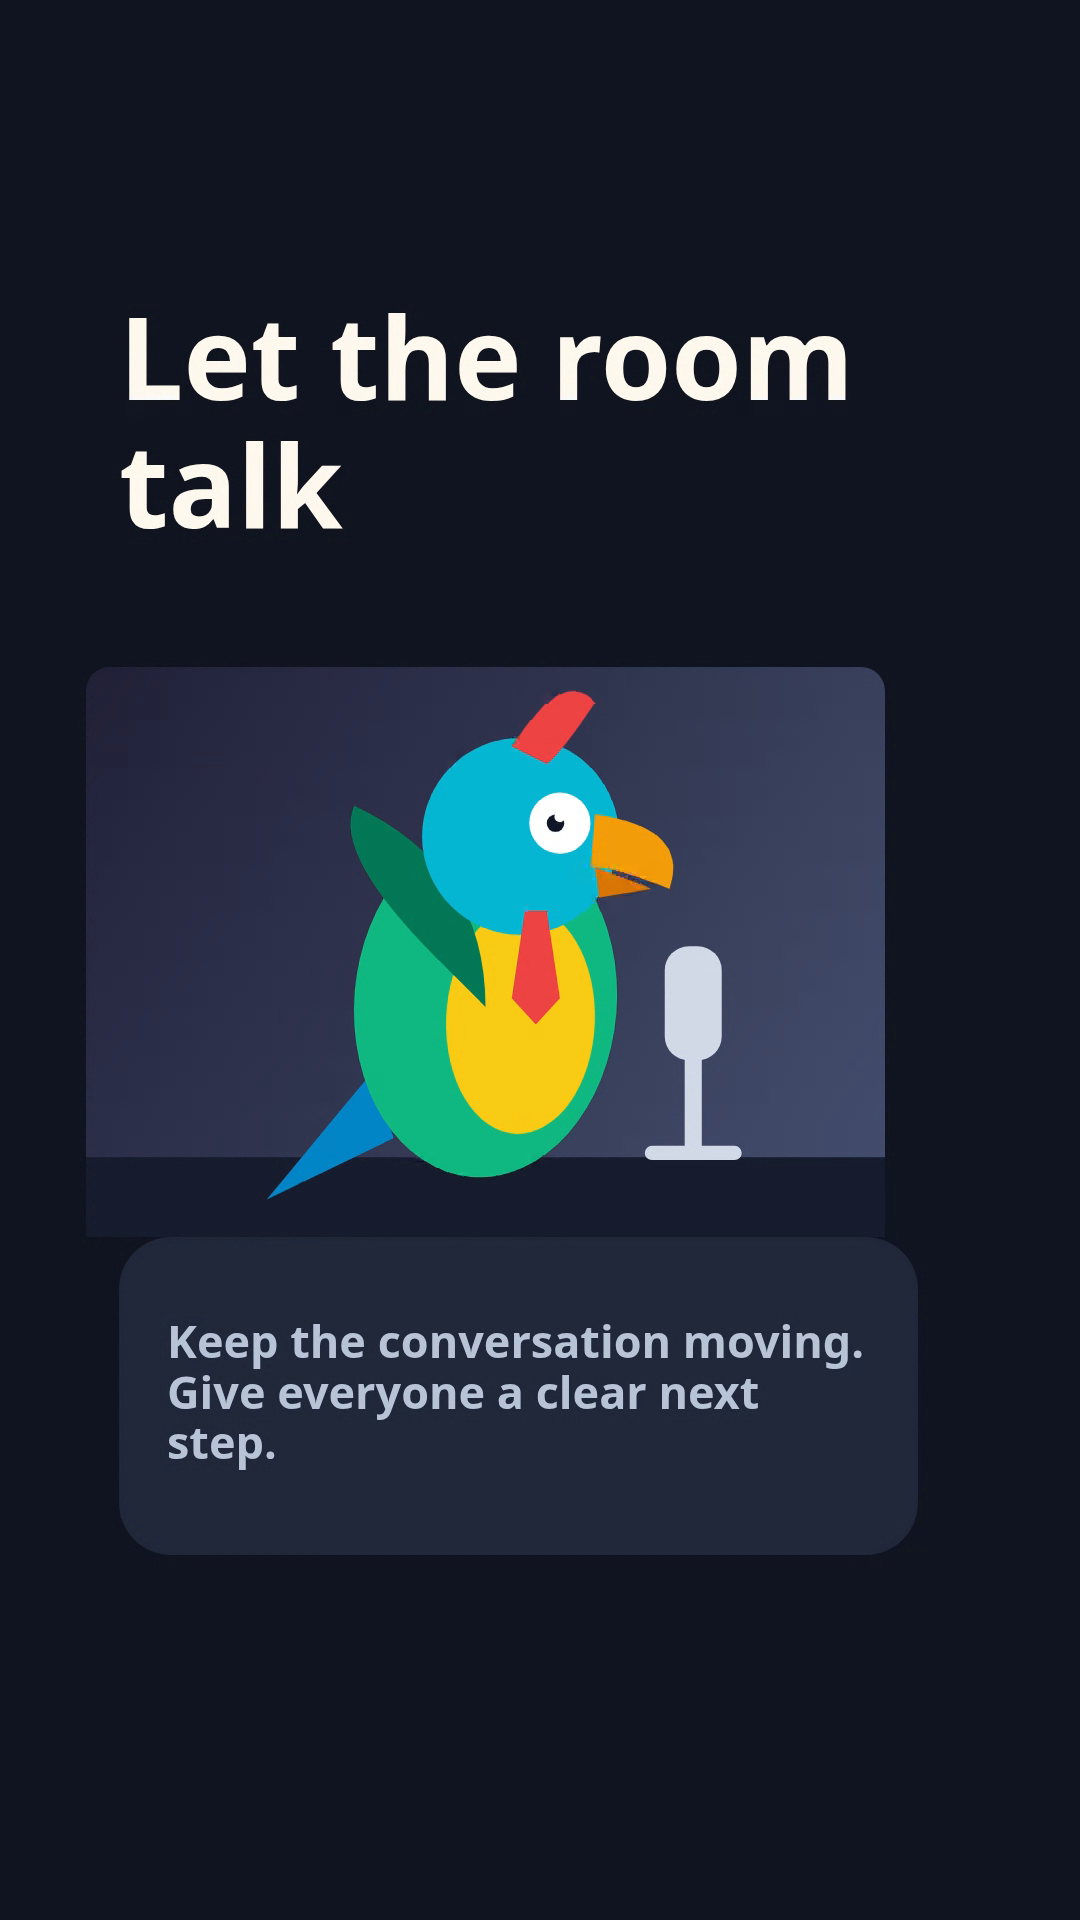 Let the room
talk
Keep the conversation moving.
Give everyone a clear next
step.